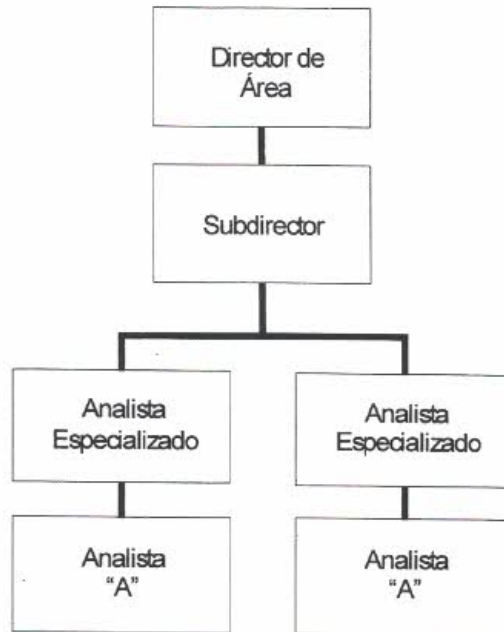 Director de
Área
Subdirector
Analista
Especializado
Analista
Especializado
Analista
“A”
Analista
“A”